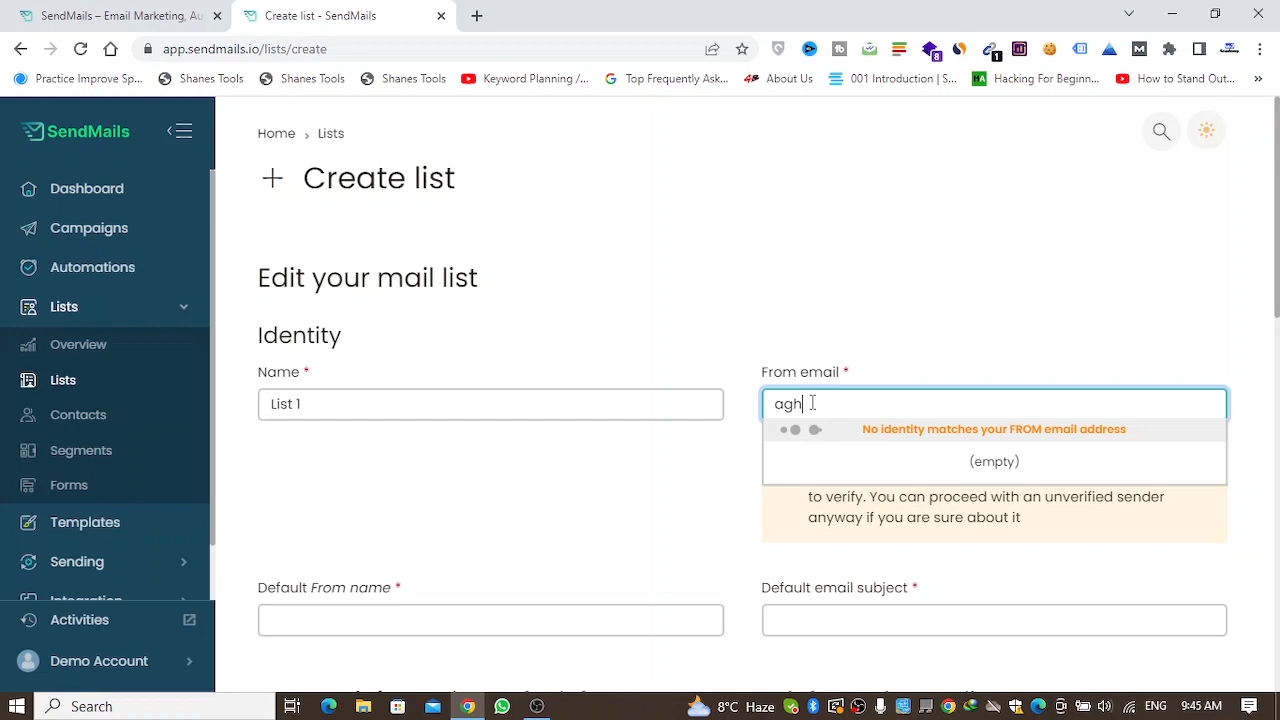 SendMails - Email Marketing, Au
Create list - SendMails
app.sendmails.io/lists/create
8
1
Practice Improve Sp...
Shanes Tools
Shanes Tools
Shanes Tools
Keyword Planning /...
Top Frequently Ask...
About Us
001 Introduction | S...
Hacking For Beginn...
How to Stand Out...
SendMails
Home
Lists
Create list
Dashboard
Campaigns
Automations
Lists
Overview
Lists
Contacts
Segments
Forms
Templates
Sending
Integration
Activities
Demo Account
Edit your mail list
Identity
Name *
List 1
From email *
agh
No identity matches your FROM email address
(empty)
to verify. You can proceed with an unverified sender
anyway if you are sure about it
Default From name *
Default email subject *
Search
8°C Haze
ENG
9:45 AM